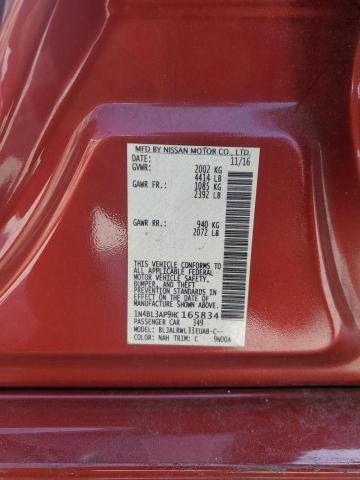 MFD BY NISSAN MOTOR CO., LTD.
DATE: 11/16
GVWR: 2002 KG
4414 LB
GAWR FR: 1085 KG
2392 LB
GAWR RR: 940 KG
2072 LB
THIS VEHICLE CONFORMS TO ALL
APPLICABLE FEDERAL MOTOR
VEHICLE SAFETY,
BUMPER, AND THEFT
PREVENTION STANDARDS
IN EFFECT ON THE DATE OF
MANUFACTURE SHOWN ABOVE.
1N4BL3AP9HC165834
PASSENGER CAR 349
MODEL: BL3ALRWL33EUAB-C--
COLOR: NAH TRIM: C 9ND0A